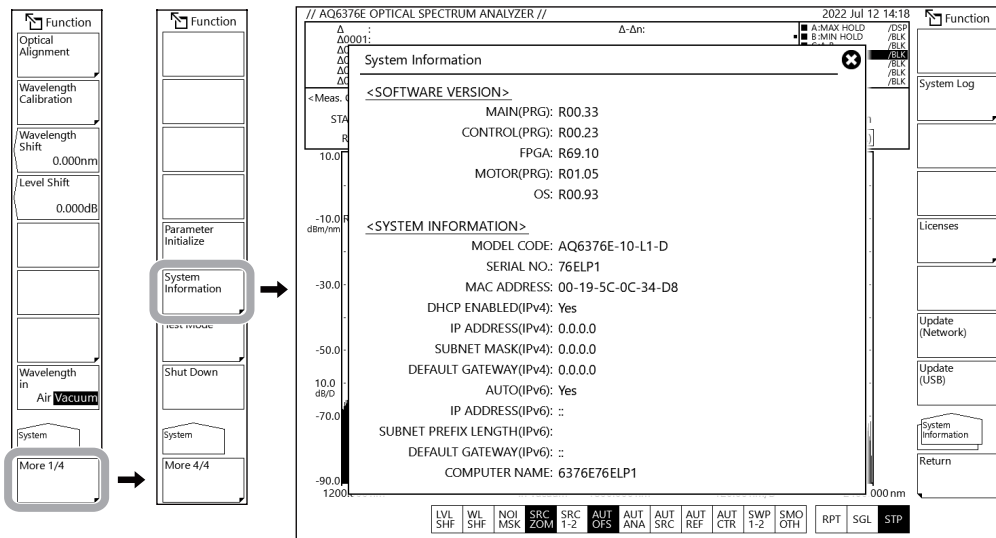 Function
Optical
Alignment
Wavelength
Calibration
Wavelength
Shift
0.000nm
Level Shift
0.000dB
Wavelength
in
Air Vacuum
System
More 1/4
Function
Parameter
Initialize
System
Information
Test Mode
Shut Down
System
More 4/4
// AQ6376E OPTICAL SPECTRUM ANALYZER // 2022 Jul 12 14:18
Δ : Δ-Δn: A:MAX HOLD /DSP
Δ0001: B:MIN HOLD /BLK
/BLK
/BLK
/BLK
/BLK
<Meas.
STA
10.0
-10.0
dBm/nm
-30.0
-50.0
10.0
dB/D
-70.0
-90.0
1200
000 nm
System Information
<SOFTWARE VERSION>
MAIN(PRG): R00.33
CONTROL(PRG): R00.23
FPGA: R69.10
MOTOR(PRG): R01.05
OS: R00.93
<SYSTEM INFORMATION>
MODEL CODE: AQ6376E-10-L1-D
SERIAL NO.: 76ELP1
MAC ADDRESS: 00-19-5C-0C-34-D8
DHCP ENABLED(IPv4): Yes
IP ADDRESS(IPv4): 0.0.0.0
SUBNET MASK(IPv4): 0.0.0.0
DEFAULT GATEWAY(IPv4): 0.0.0.0
AUTO(IPv6): Yes
IP ADDRESS(IPv6): ::
SUBNET PREFIX LENGTH(IPv6):
DEFAULT GATEWAY(IPv6): ::
COMPUTER NAME: 6376E76ELP1
LVL SHF WL SHF NOI MSK SRC ZOM SRC 1-2 AUT OFS AUT ANA AUT SRC AUT REF AUT CTR SWP 1-2 SMO OTH RPT SGL STP
Function
System Log
Licenses
Update
(Network)
Update
(USB)
System
Information
Return